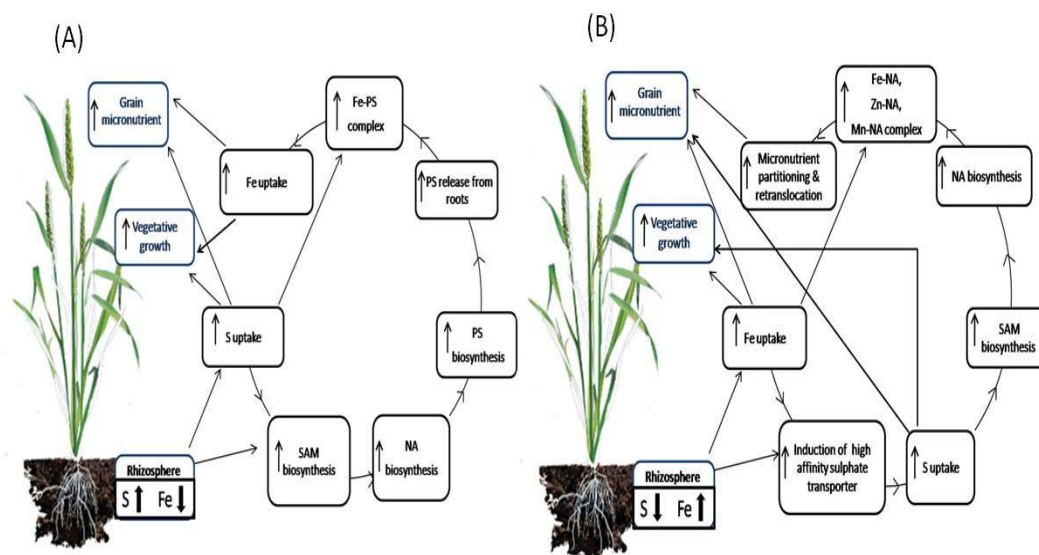 (A)
Grain
micronutrient
Fe-PS
complex
Fe uptake
PS release from
roots
Vegetative
growth
S uptake
PS
biosynthesis
SAM
biosynthesis
NA
biosynthesis
Rhizosphere
S Fe
(B)
Grain
micronutrient
Fe-NA,
Zn-NA,
Mn-NA complex
Micronutrient
partitioning &
retranslocation
NA biosynthesis
Vegetative
growth
Fe uptake
SAM
biosynthesis
Induction of high
affinity sulphate
transporter
S uptake
Rhizosphere
S Fe